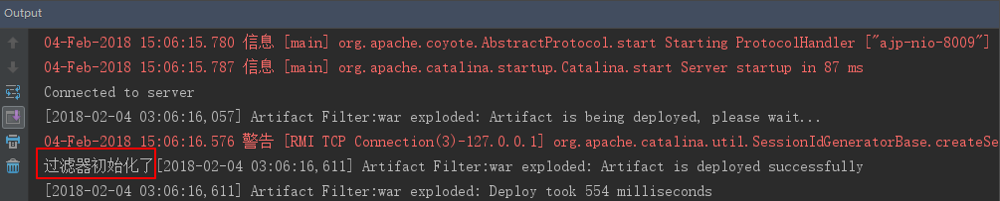 Output
04-Feb-2018 15:06:15.780 信息 [main] org.apache.coyote.AbstractProtocol.start Starting ProtocolHandler ["ajp-nio-8009"]
04-Feb-2018 15:06:15.787 信息 [main] org.apache.catalina.startup.Catalina.start Server startup in 87 ms
Connected to server
[2018-02-04 03:06:16,057] Artifact Filter:war exploded: Artifact is being deployed, please wait...
04-Feb-2018 15:06:16.576 警告 [RMI TCP Connection(3)-127.0.0.1] org.apache.catalina.util.SessionIdGeneratorBase.createSe
过滤器初始化了[2018-02-04 03:06:16,611] Artifact Filter:war exploded: Artifact is deployed successfully
[2018-02-04 03:06:16,611] Artifact Filter:war exploded: Deploy took 554 milliseconds